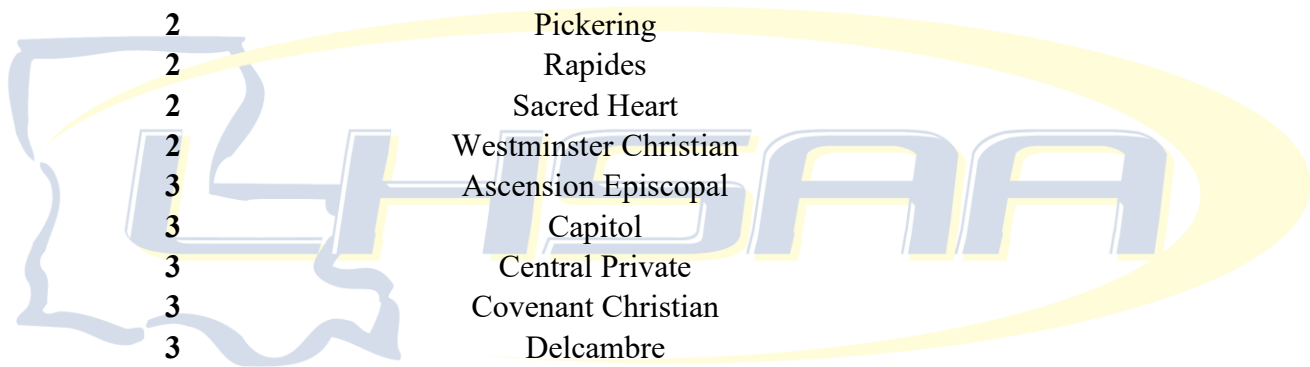 2 Pickering
2 Rapides
2 Sacred Heart
2 Westminster Christian
3 Ascension Episcopal
3 Capitol
3 Central Private
3 Covenant Christian
3 Delcambre
LHSAA